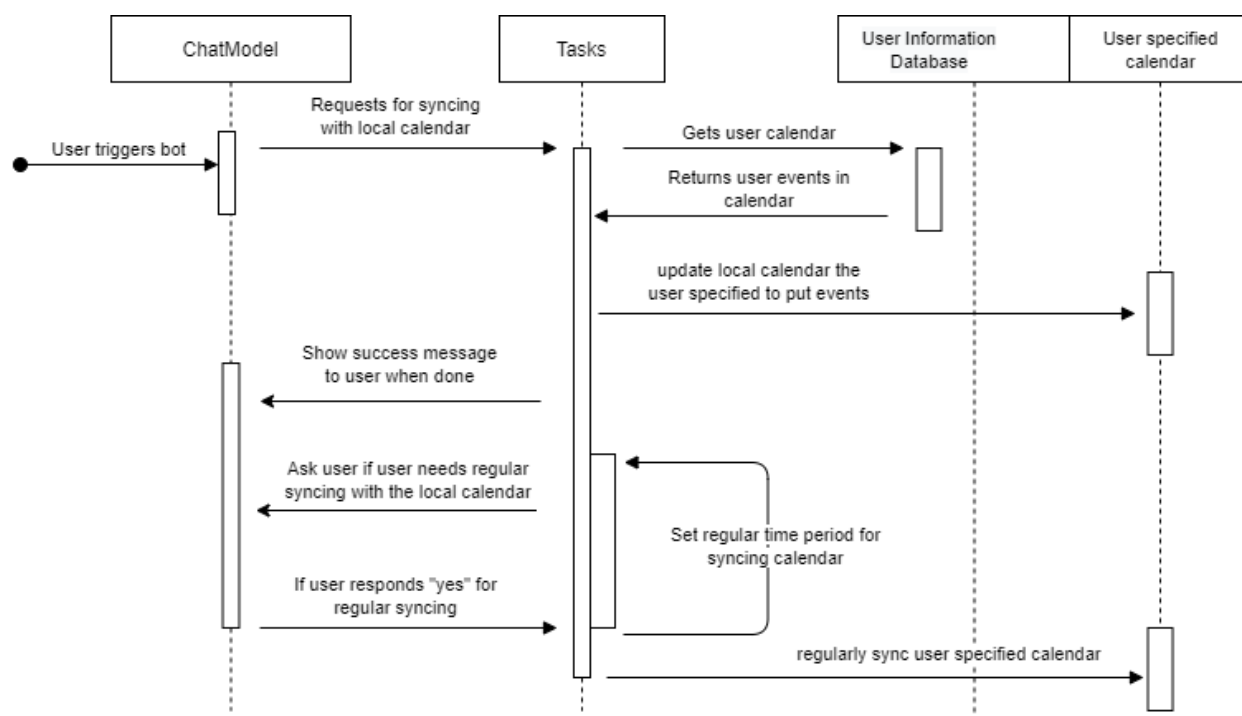 ChatModel
Tasks
User Information
Database
User specified
calendar
Requests for syncing
with local calendar
User triggers bot
Gets user calendar
Returns user events in
calendar
update local calendar the
user specified to put events
Show success message
to user when done
Ask user if user needs regular
syncing with the local calendar
Set regular time period for
syncing calendar
If user responds "yes" for
regular syncing
regularly sync user specified calendar